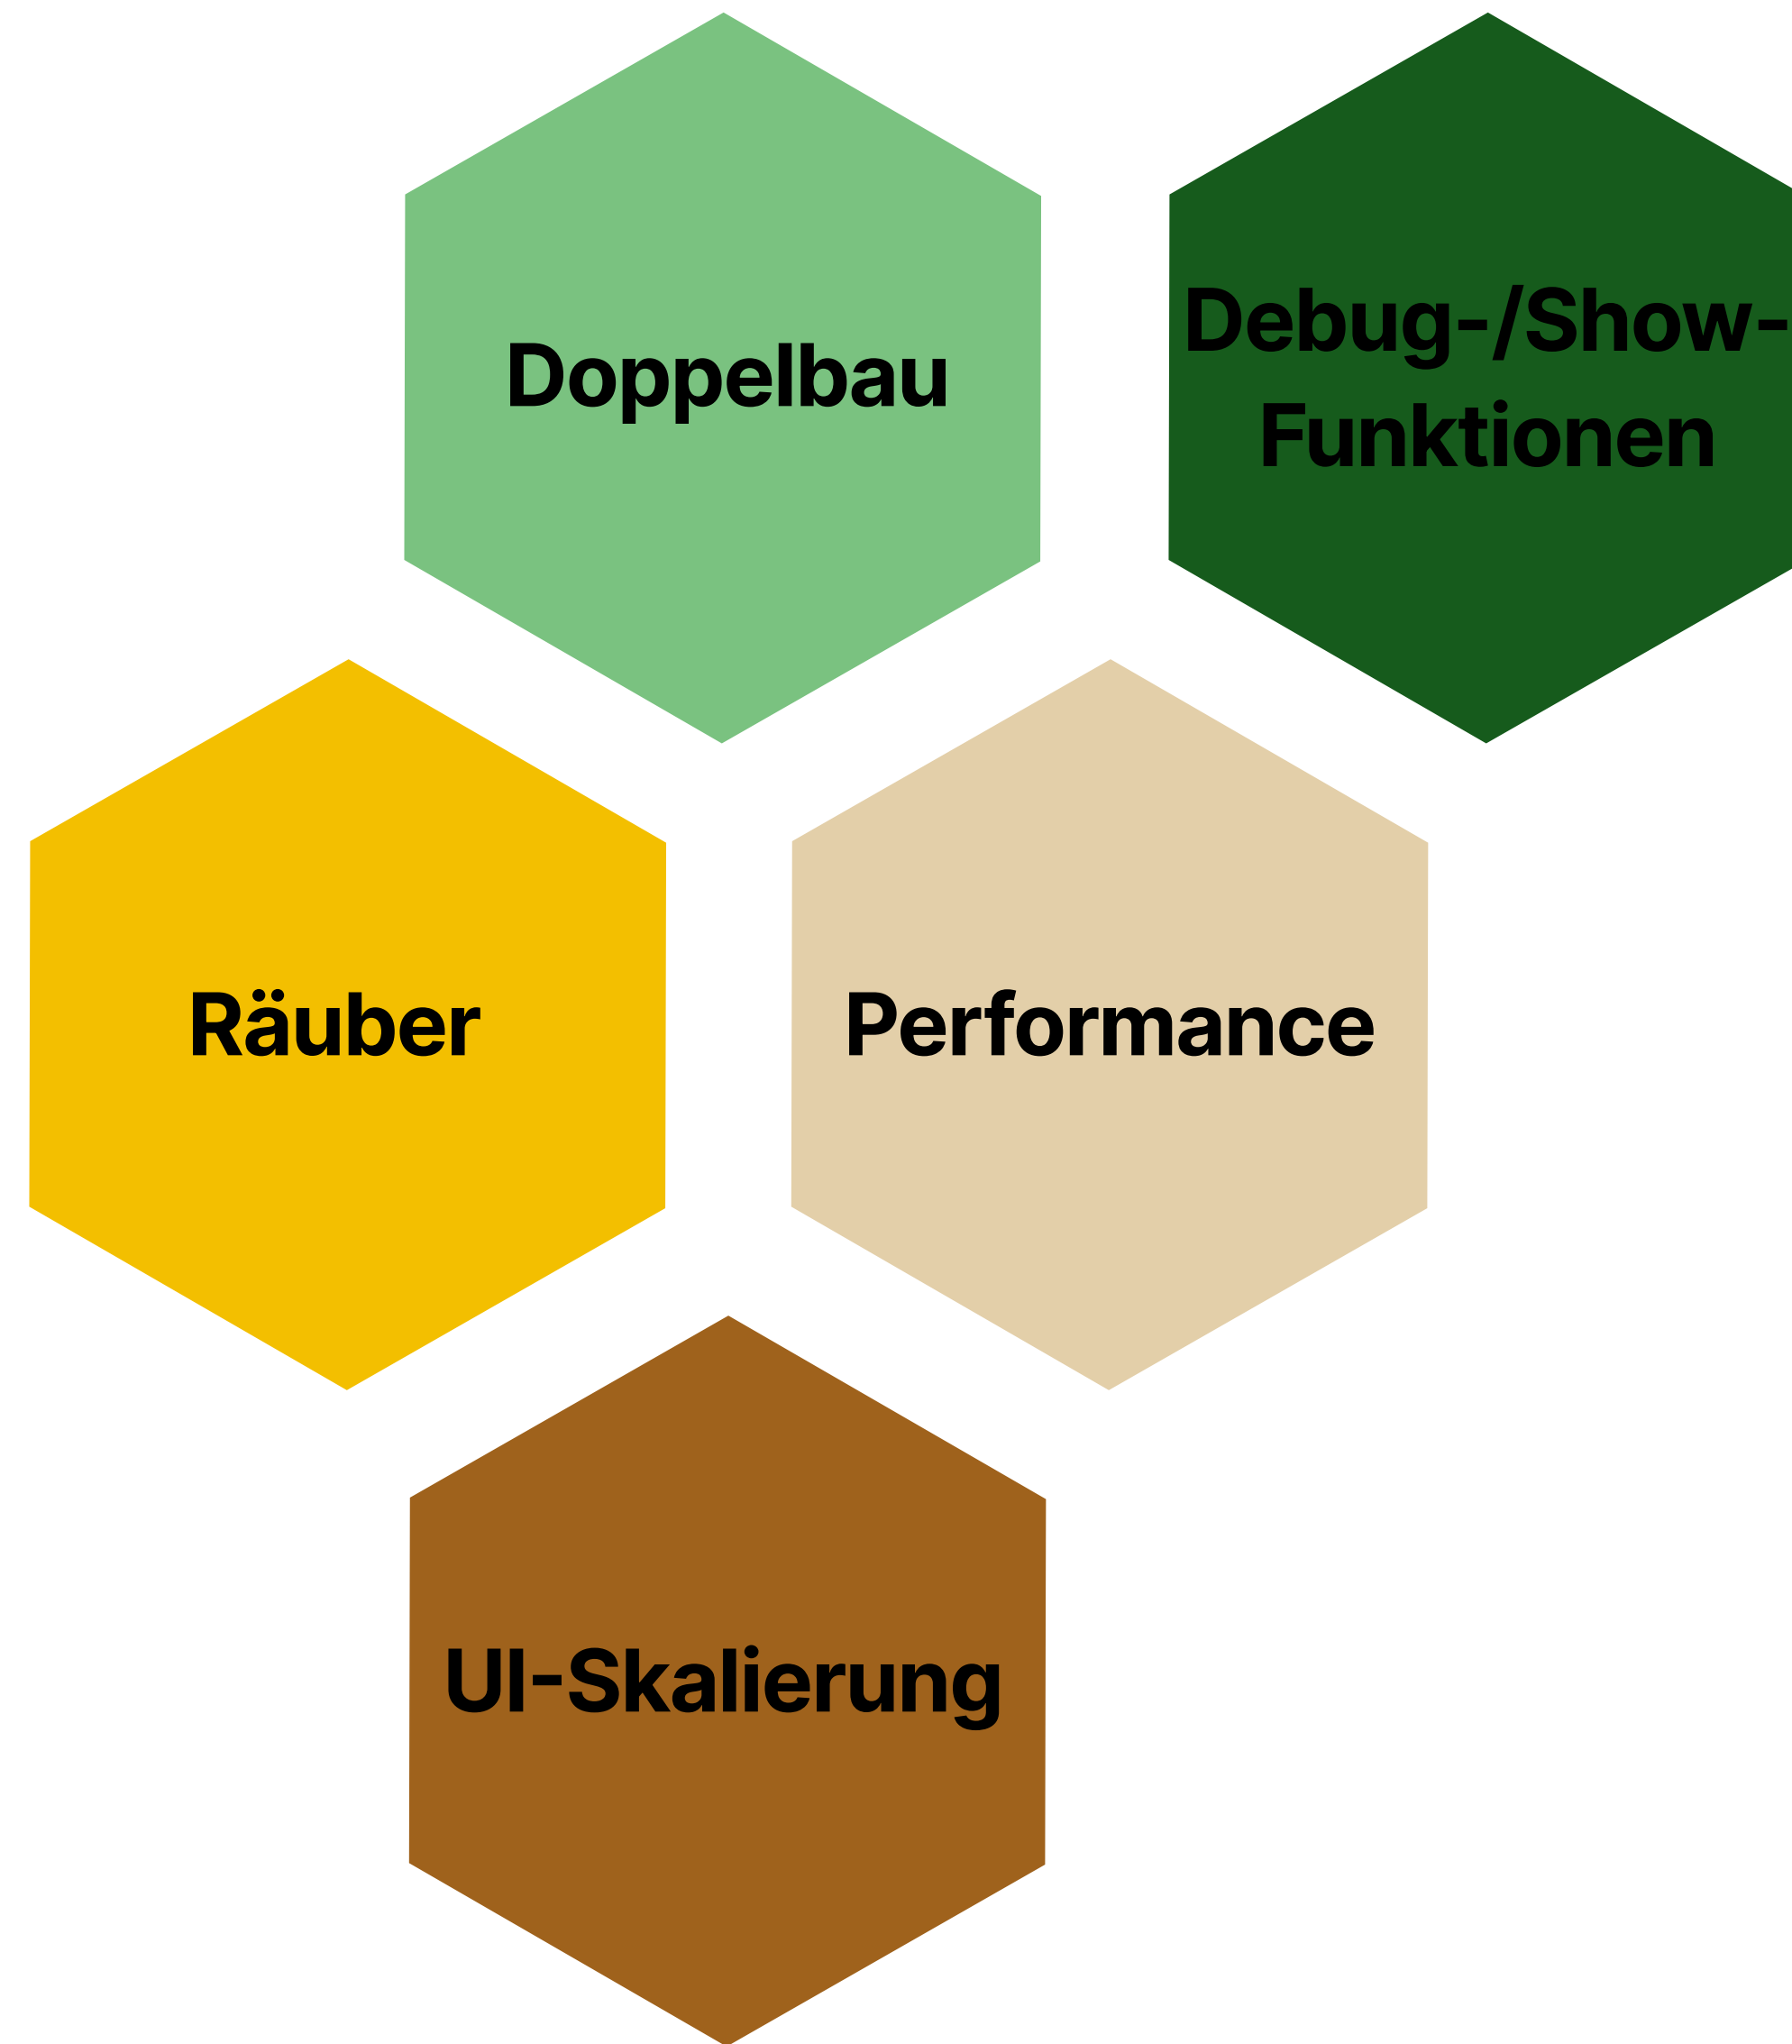 Doppelbau
Debug-/Show-
Funktionen
Räuber
Performance
UI-Skalierung